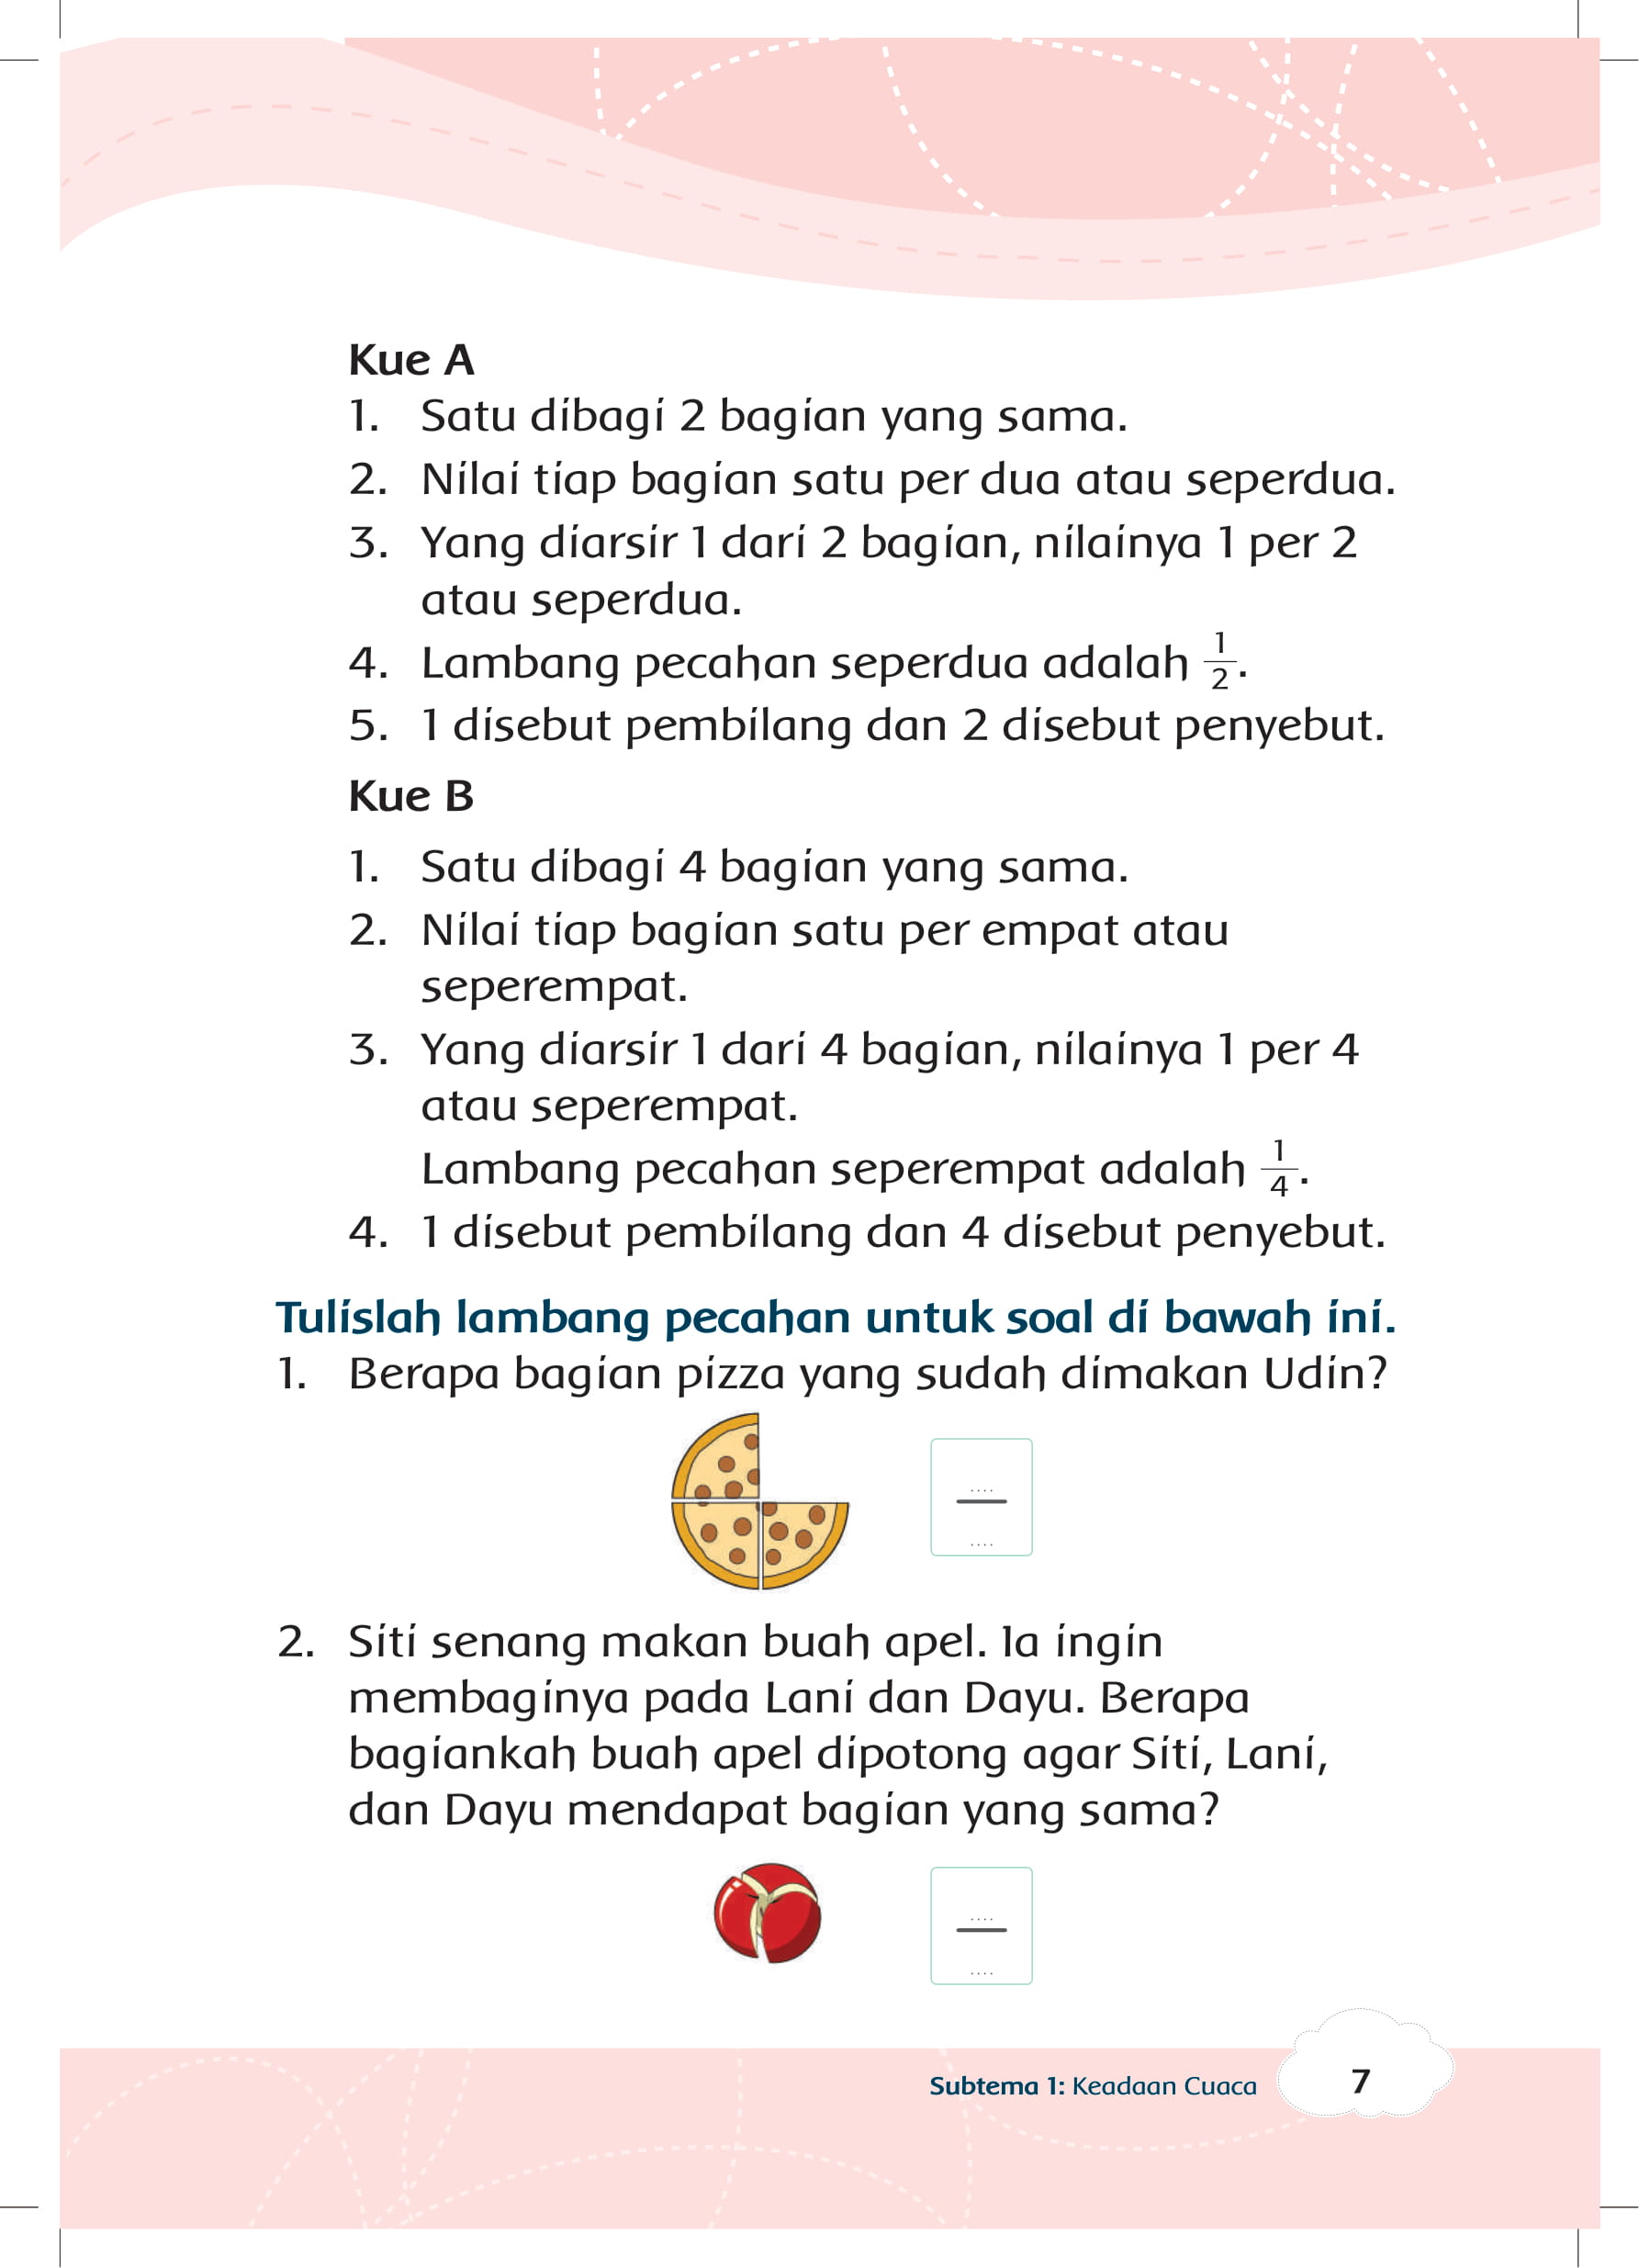 Kue A
1. Satu dibagi 2 bagian yang sama.
2. Nilai tiap bagian satu per dua atau seperdua.
3. Yang diarsir 1 dari 2 bagian, nilainya 1 per 2
atau seperdua.
4. Lambang pecahan seperdua adalah 1/2.
5. 1 disebut pembilang dan 2 disebut penyebut.
Kue B
1. Satu dibagi 4 bagian yang sama.
2. Nilai tiap bagian satu per empat atau
seperempat.
3. Yang diarsir 1 dari 4 bagian, nilainya 1 per 4
atau seperempat.
Lambang pecahan seperempat adalah 1/4.
4. 1 disebut pembilang dan 4 disebut penyebut.
Tulislah lambang pecahan untuk soal di bawah ini.
1. Berapa bagian pizza yang sudah dimakan Udin?
....
....
2. Siti senang makan buah apel. Ia ingin
membaginya pada Lani dan Dayu. Berapa
bagiankah buah apel dipotong agar Siti, Lani,
dan Dayu mendapat bagian yang sama?
....
....
Subtema 1: Keadaan Cuaca
7